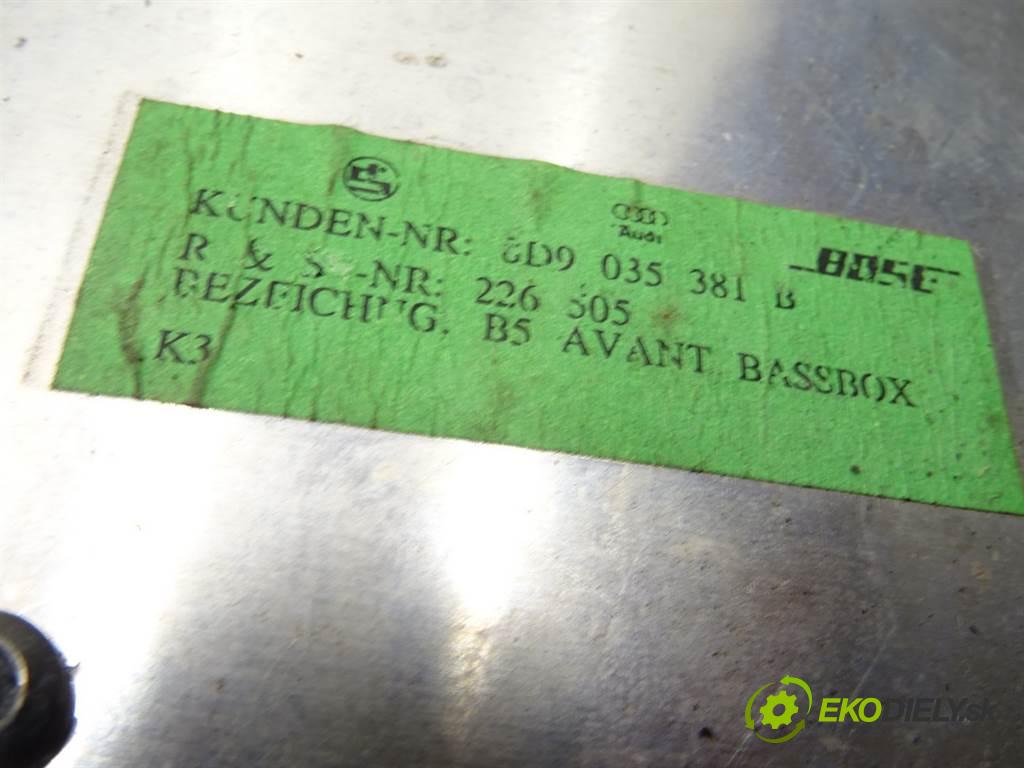 Audi
BOSE
KUNDEN-NR: 8D9 035 381 B
R & S -NR: 226 505
BEZEICHNG. B5 AVANT BASSBOX
K3
EKODIELY.sk